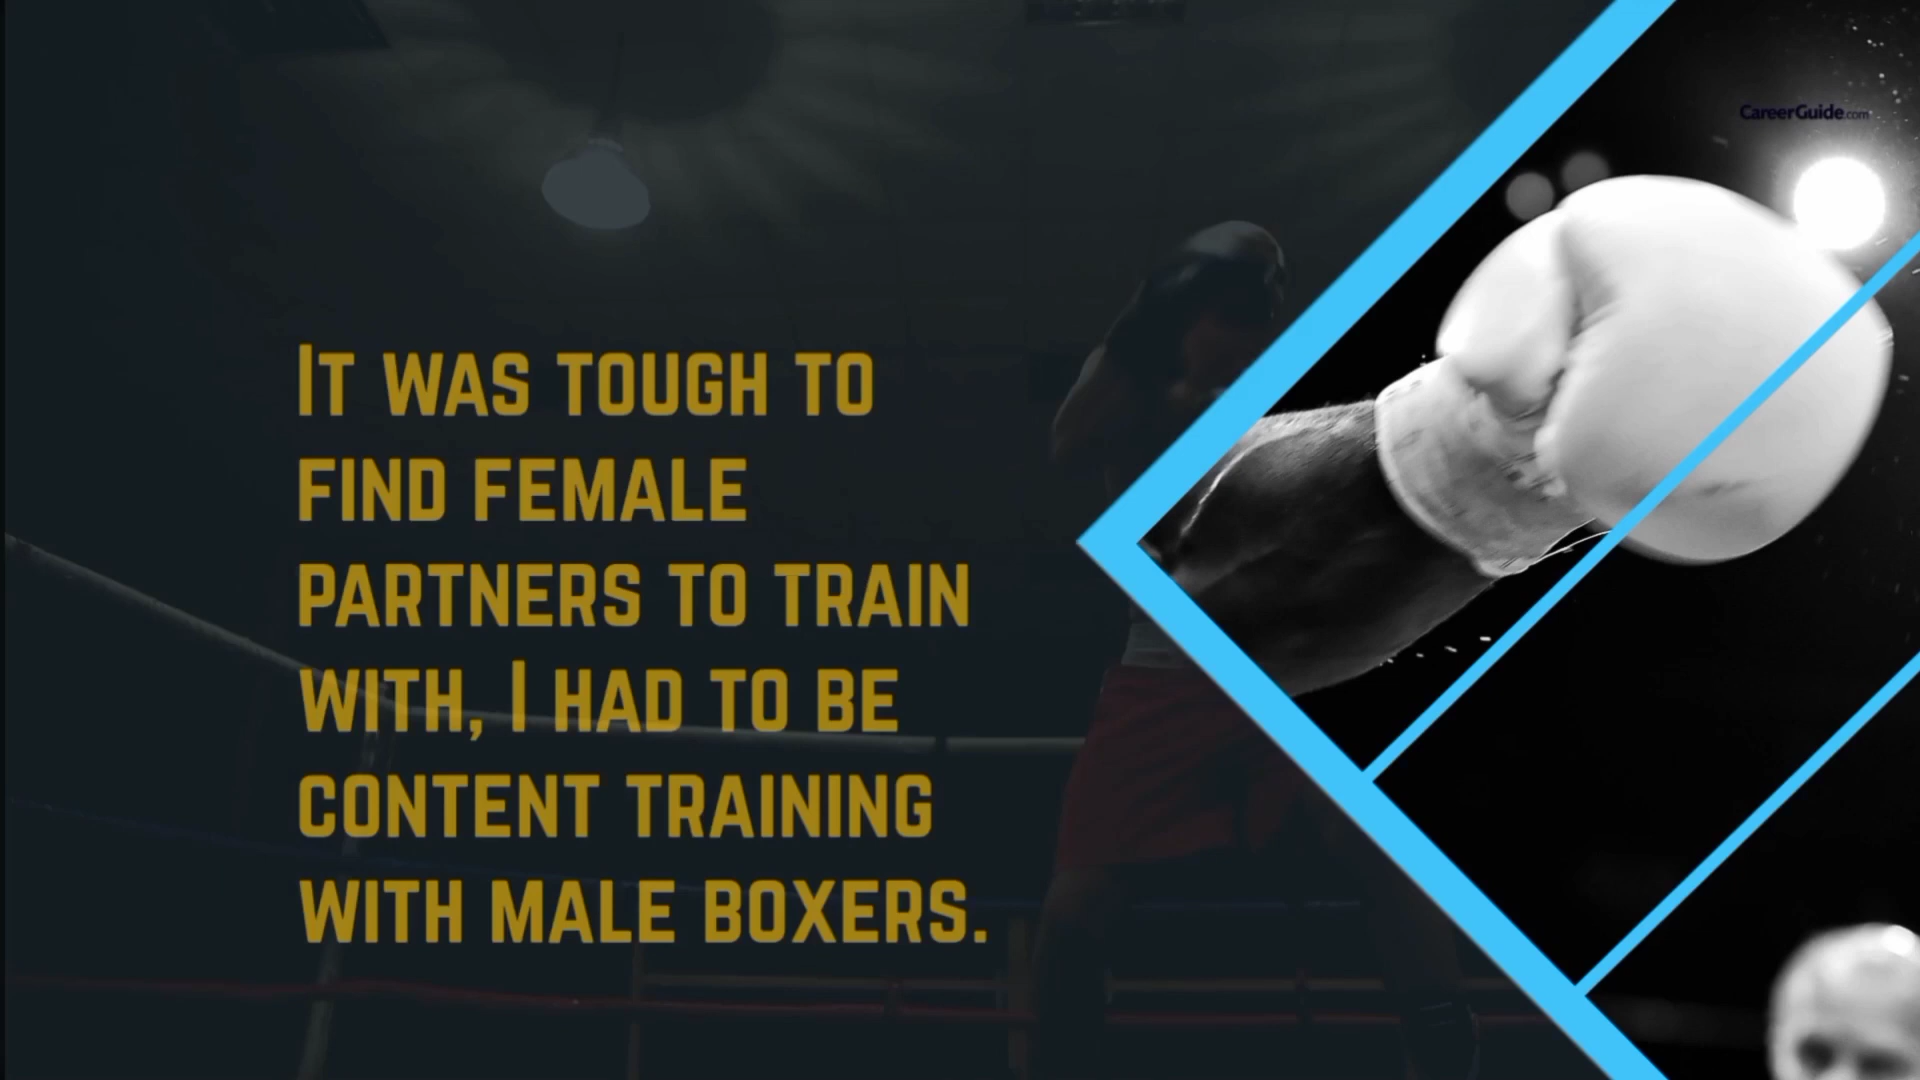 CareerGuide.com
It was tough to
find female
partners to train
with, I had to be
content training
with male boxers.